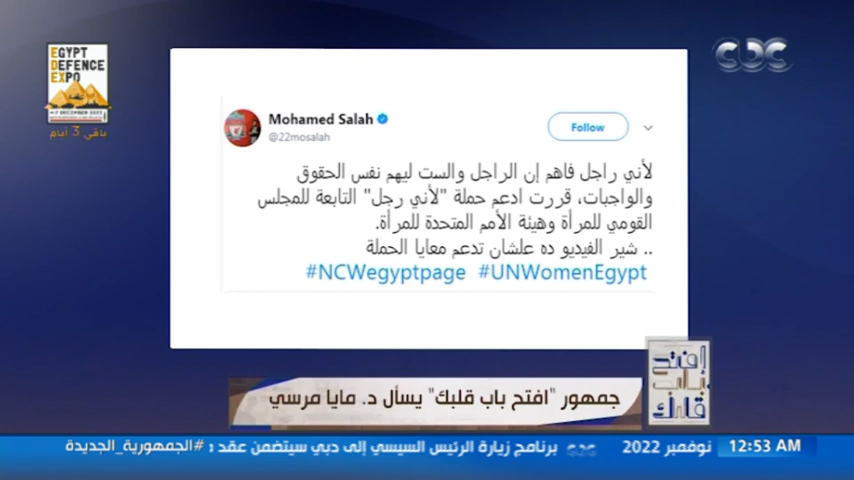 EGYPT
DEFENCE
EXPO
باقي 3 أيام
CBC
Mohamed Salah
@22mosalah
Follow
لأني راجل فاهم إن الراجل والست ليهم نفس الحقوق
والواجبات، قررت ادعم حملة "لأني رجل" التابعة للمجلس
القومي للمرأة وهيئة الأمم المتحدة للمرأة.
.. شير الفيديو ده علشان تدعم معايا الحملة
#NCWegyptpage #UNWomenEgypt
افتح
باب
قلبك
جمهور "افتح باب قلبك" يسأل د. مايا مرسي
12:53 AM
نوفمبر 2022
برنامج زيارة الرئيس السيسي إلى دبي سيتضمن عقد
#الجمهورية_الجديدة